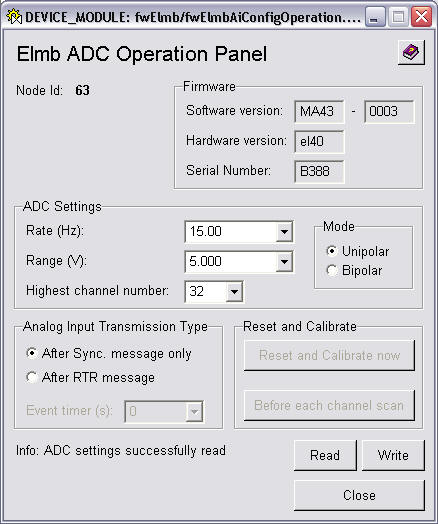 DEVICE_MODULE: fwElmb/fwElmbAiConfigOperation....
Elmb ADC Operation Panel
Node Id: 63
Firmware
Software version: MA43 - 0003
Hardware version: el40
Serial Number: B388
ADC Settings
Rate (Hz): 15.00
Mode
Range (V): 5.000
Unipolar
Bipolar
Highest channel number: 32
Analog Input Transmission Type
After Sync. message only
After RTR message
Event timer (s): 0
Reset and Calibrate
Reset and Calibrate now
Before each channel scan
Info: ADC settings successfully read
Read Write
Close